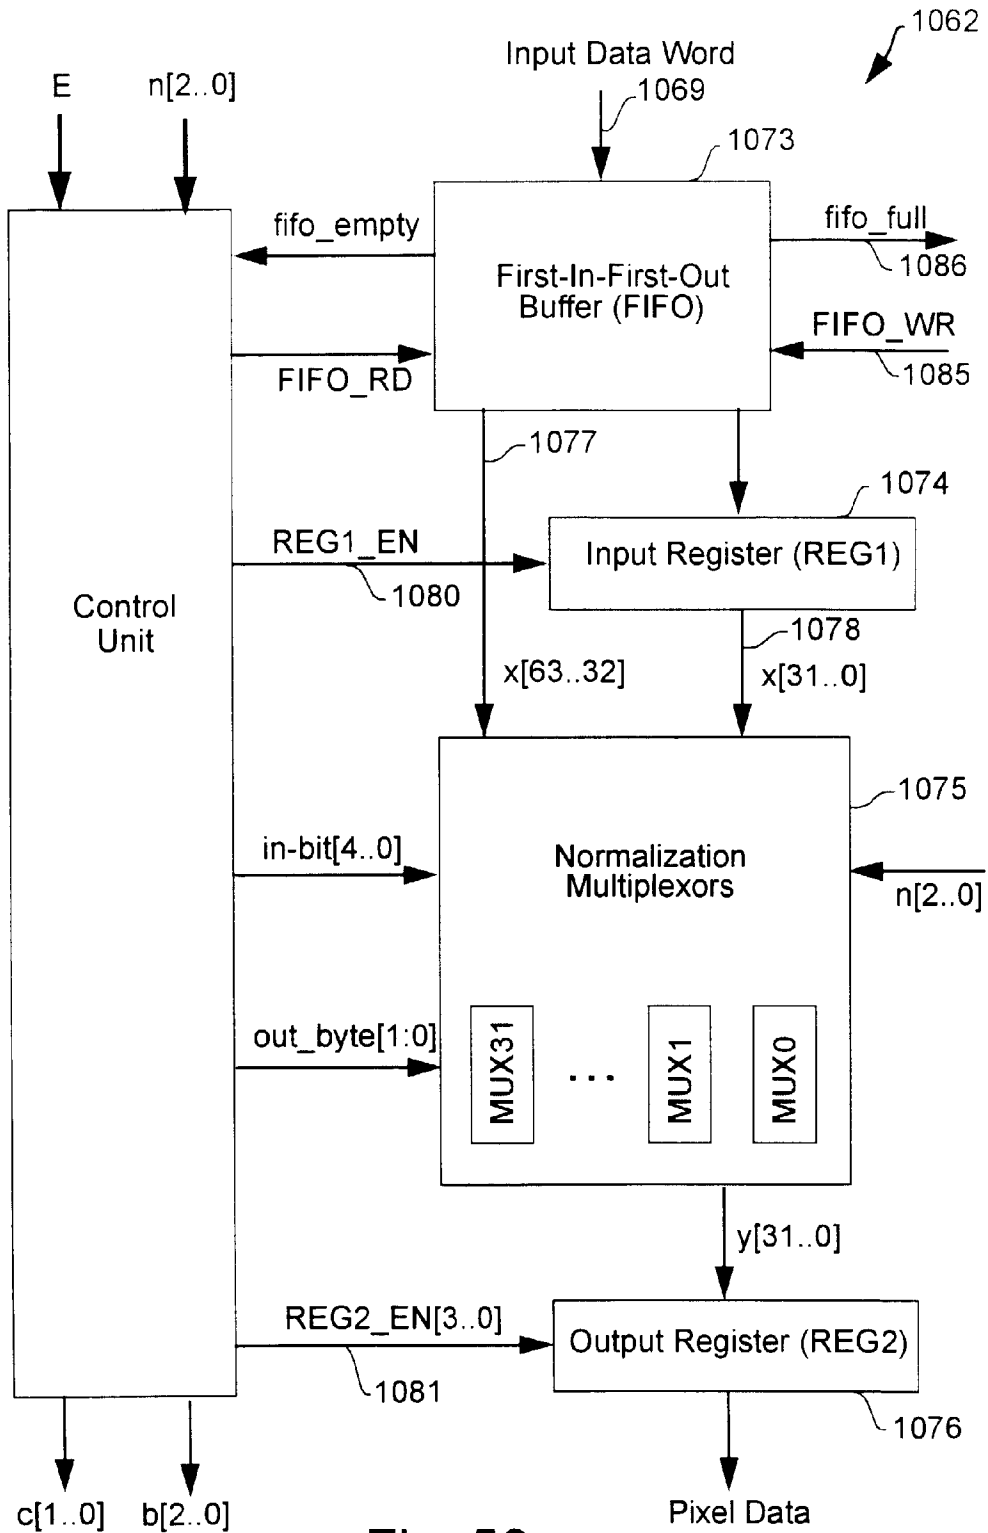 1062
Input Data Word
E
n[2..0]
1069
1073
fifo_empty
fifo_full
1086
First-In-First-Out
Buffer (FIFO)
FIFO_WR
1085
FIFO_RD
1077
1074
REG1_EN
Input Register (REG1)
1080
Control
Unit
1078
x[63..32]
x[31..0]
1075
in-bit[4..0]
Normalization
Multiplexors
n[2..0]
out_byte[1:0]
MUX31
...
MUX1
MUX0
y[31..0]
REG2_EN[3..0]
Output Register (REG2)
1081
1076
c[1..0]
b[2..0]
Pixel Data